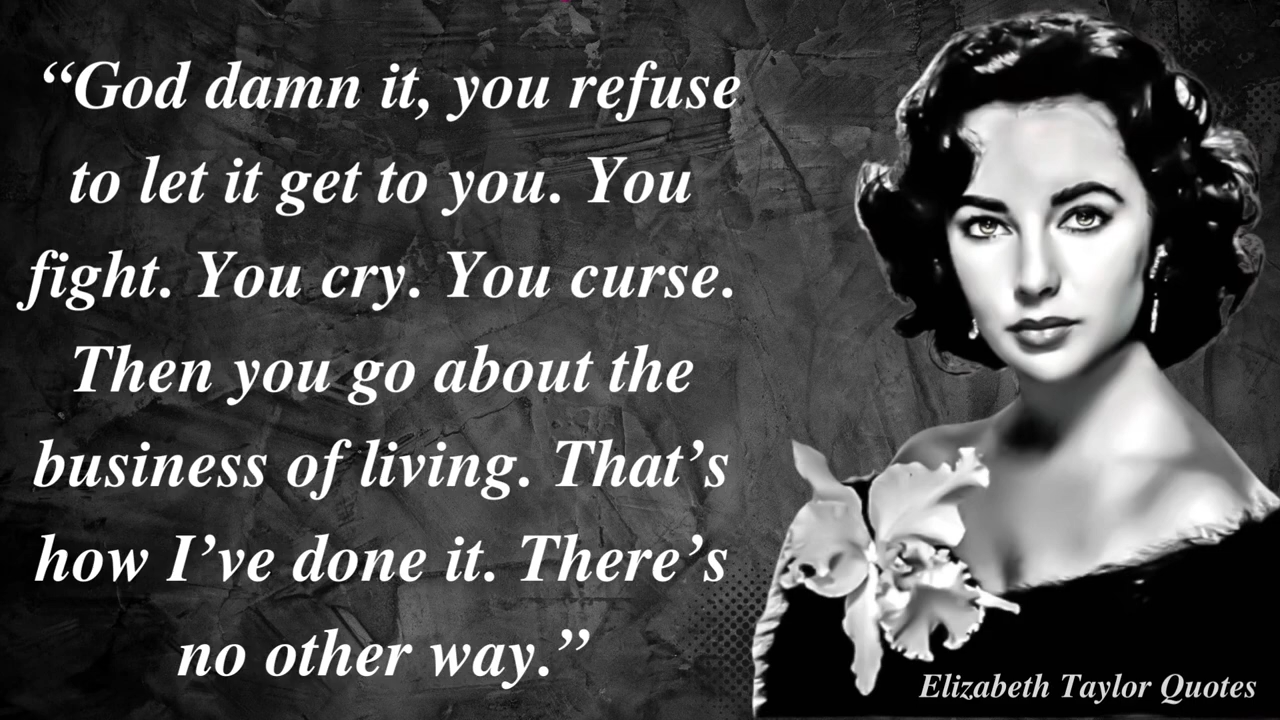 “God damn it, you refuse
to let it get to you. You
fight. You cry. You curse.
Then you go about the
business of living. That’s
how I’ve done it. There’s
no other way.”
Elizabeth Taylor Quotes